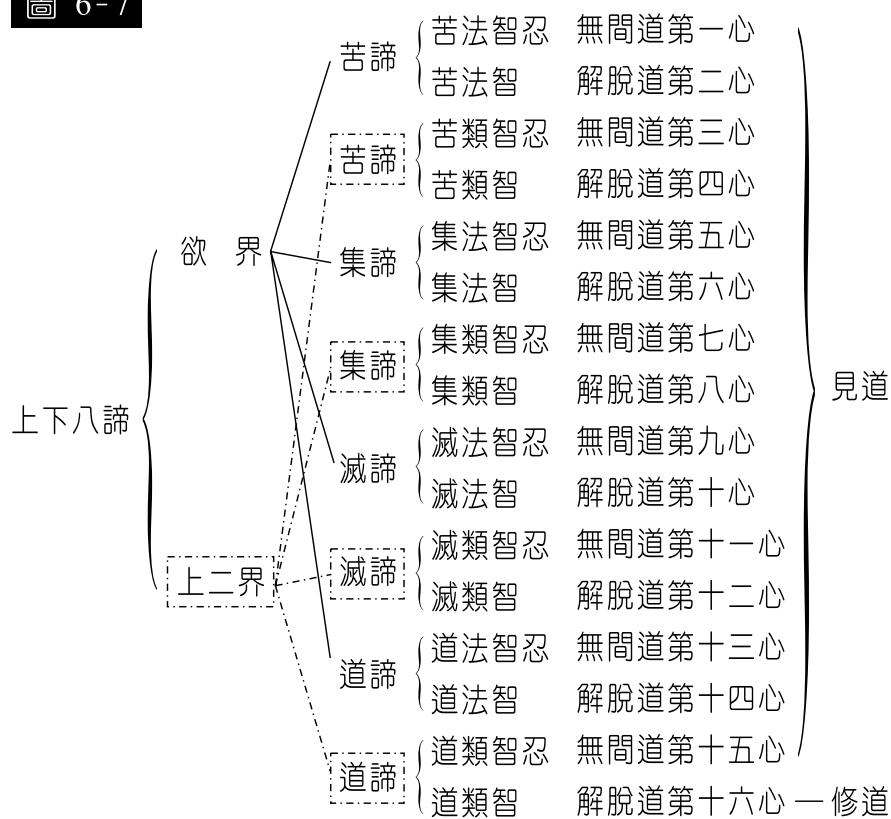 圖 6-7
上下八諦
欲 界
上二界
苦諦
苦法智忍 無間道第一心
苦法智 解脫道第二心
苦諦
苦類智忍 無間道第三心
苦類智 解脫道第四心
集諦
集法智忍 無間道第五心
集法智 解脫道第六心
集諦
集類智忍 無間道第七心
集類智 解脫道第八心
滅諦
滅法智忍 無間道第九心
滅法智 解脫道第十心
滅諦
滅類智忍 無間道第十一心
滅類智 解脫道第十二心
道諦
道法智忍 無間道第十三心
道法智 解脫道第十四心
道諦
道類智忍 無間道第十五心
道類智 解脫道第十六心 — 修道
見道